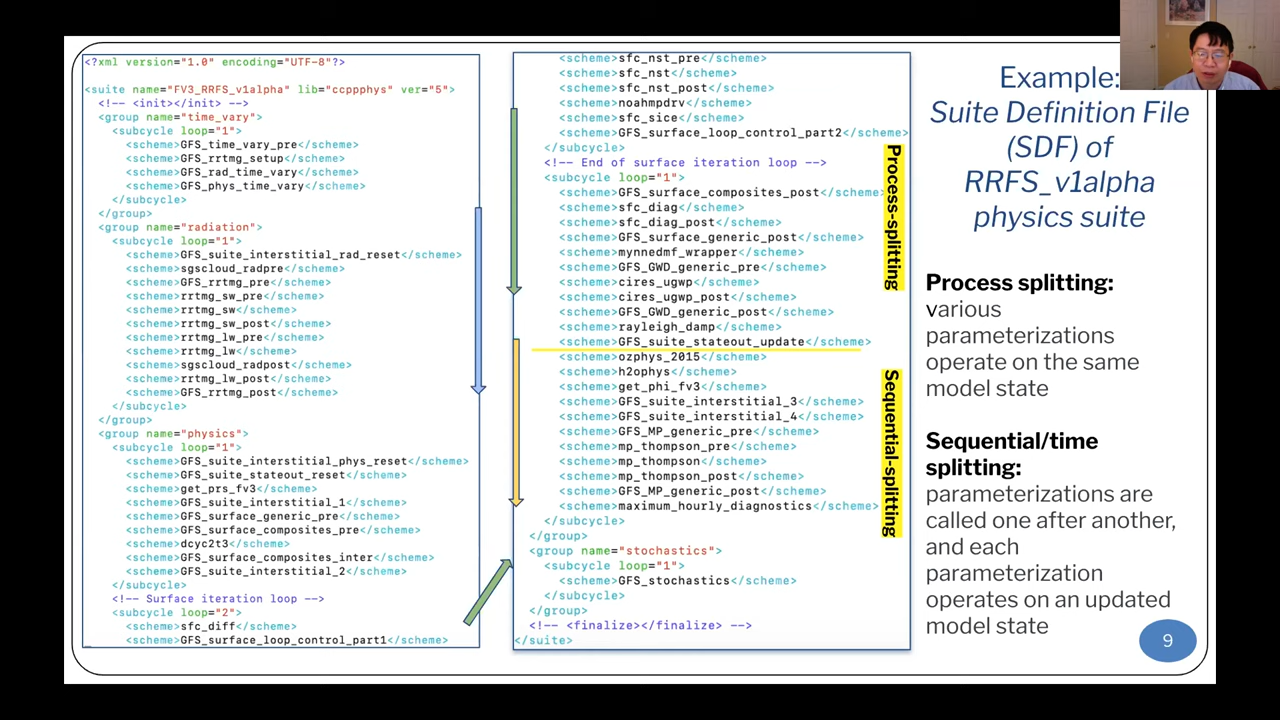 <?xml version="1.0" encoding="UTF-8"?>
<suite name="FV3_RRFS_v1alpha" lib="ccppphys" ver="5">
<!-- <init></init> -->
<group name="time_vary">
<subcycle loop="1">
<scheme>GFS_time_vary_pre</scheme>
<scheme>GFS_rrtmg_setup</scheme>
<scheme>GFS_rad_time_vary</scheme>
<scheme>GFS_phys_time_vary</scheme>
</subcycle>
</group>
<group name="radiation">
<subcycle loop="1">
<scheme>GFS_suite_interstitial_rad_reset</scheme>
<scheme>sgscloud_radpre</scheme>
<scheme>GFS_rrtmg_pre</scheme>
<scheme>rrtmg_sw_pre</scheme>
<scheme>rrtmg_sw</scheme>
<scheme>rrtmg_sw_post</scheme>
<scheme>rrtmg_lw_pre</scheme>
<scheme>rrtmg_lw</scheme>
<scheme>sgscloud_radpost</scheme>
<scheme>rrtmg_lw_post</scheme>
<scheme>GFS_rrtmg_post</scheme>
</subcycle>
</group>
<group name="physics">
<subcycle loop="1">
<scheme>GFS_suite_interstitial_phys_reset</scheme>
<scheme>GFS_suite_stateout_reset</scheme>
<scheme>get_prs_fv3</scheme>
<scheme>GFS_suite_interstitial_1</scheme>
<scheme>GFS_surface_generic_pre</scheme>
<scheme>GFS_surface_composites_pre</scheme>
<scheme>dcyc2t3</scheme>
<scheme>GFS_surface_composites_inter</scheme>
<scheme>GFS_suite_interstitial_2</scheme>
</subcycle>
<!-- Surface iteration loop -->
<subcycle loop="2">
<scheme>sfc_diff</scheme>
<scheme>GFS_surface_loop_control_part1</scheme>
<scheme>sfc_nst_pre</scheme>
<scheme>sfc_nst</scheme>
<scheme>sfc_nst_post</scheme>
<scheme>noahmpdrv</scheme>
<scheme>sfc_sice</scheme>
<scheme>GFS_surface_loop_control_part2</scheme>
</subcycle>
<!-- End of surface iteration loop -->
<subcycle loop="1">
<scheme>GFS_surface_composites_post</scheme>
<scheme>sfc_diag</scheme>
<scheme>sfc_diag_post</scheme>
<scheme>GFS_surface_generic_post</scheme>
<scheme>mynnedmf_wrapper</scheme>
<scheme>GFS_GWD_generic_pre</scheme>
<scheme>cires_ugwp</scheme>
<scheme>cires_ugwp_post</scheme>
<scheme>GFS_GWD_generic_post</scheme>
<scheme>rayleigh_damp</scheme>
<scheme>GFS_suite_stateout_update</scheme>
<scheme>ozphys_2015</scheme>
<scheme>h2ophys</scheme>
<scheme>get_phi_fv3</scheme>
<scheme>GFS_suite_interstitial_3</scheme>
<scheme>GFS_suite_interstitial_4</scheme>
<scheme>GFS_MP_generic_pre</scheme>
<scheme>mp_thompson_pre</scheme>
<scheme>mp_thompson</scheme>
<scheme>mp_thompson_post</scheme>
<scheme>GFS_MP_generic_post</scheme>
<scheme>maximum_hourly_diagnostics</scheme>
</subcycle>
</group>
<group name="stochastics">
<subcycle loop="1">
<scheme>GFS_stochastics</scheme>
</subcycle>
</group>
<!-- <finalize></finalize> -->
</suite>
Process-splitting
Sequential-splitting
Example:
Suite Definition File
(SDF) of
RRFS_v1alpha
physics suite
Process splitting:
various
parameterizations
operate on the same
model state
Sequential/time
splitting:
parameterizations are
called one after another,
and each
parameterization
operates on an updated
model state
9